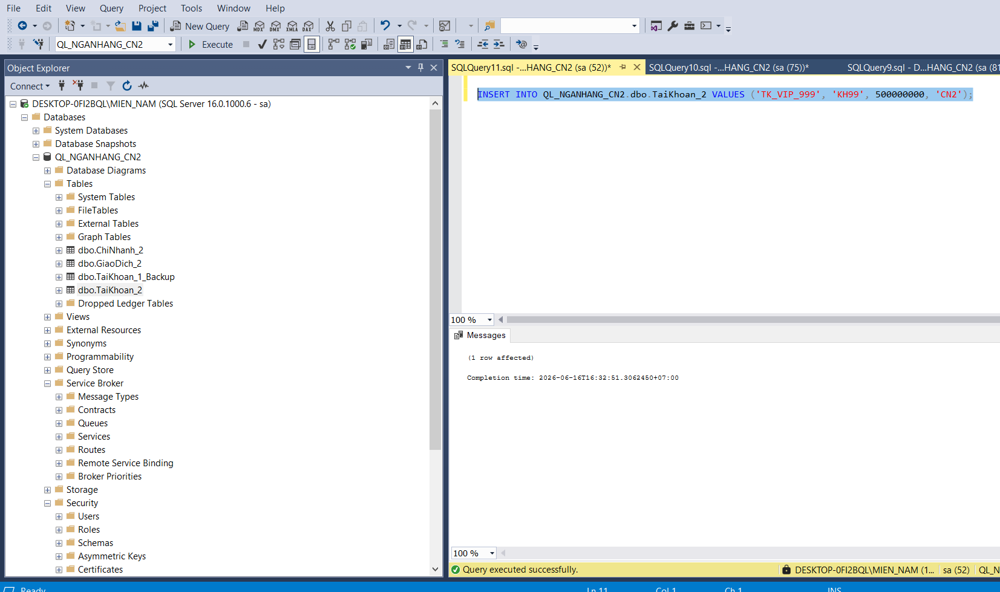 File Edit View Query Project Tools Window Help
New Query MDX DMX XMLA DAX
QL_NGANHANG_CN2 Execute
Object Explorer
Connect
DESKTOP-0FI2BQL\MIEN_NAM (SQL Server 16.0.1000.6 - sa)
Databases
System Databases
Database Snapshots
QL_NGANHANG_CN2
Database Diagrams
Tables
System Tables
FileTables
External Tables
Graph Tables
dbo.ChiNhanh_2
dbo.GiaoDich_2
dbo.TaiKhoan_1_Backup
dbo.TaiKhoan_2
Dropped Ledger Tables
Views
External Resources
Synonyms
Programmability
Query Store
Service Broker
Message Types
Contracts
Queues
Services
Routes
Remote Service Binding
Broker Priorities
Storage
Security
Users
Roles
Schemas
Asymmetric Keys
Certificates
SQLQuery11.sql -...HANG_CN2 (sa (52))* SQLQuery10.sql -...HANG_CN2 (sa (75))* SQLQuery9.sql - D...HANG_CN2 (sa (81
INSERT INTO QL_NGANHANG_CN2.dbo.TaiKhoan_2 VALUES ('TK_VIP_999', 'KH99', 500000000, 'CN2');
100 %
Messages
(1 row affected)
Completion time: 2026-06-16T16:32:51.3062450+07:00
100 %
Query executed successfully. DESKTOP-0FI2BQL\MIEN_NAM (1... sa (52) QL_N
Ready Ln 11 Col 1 Ch 1 INS